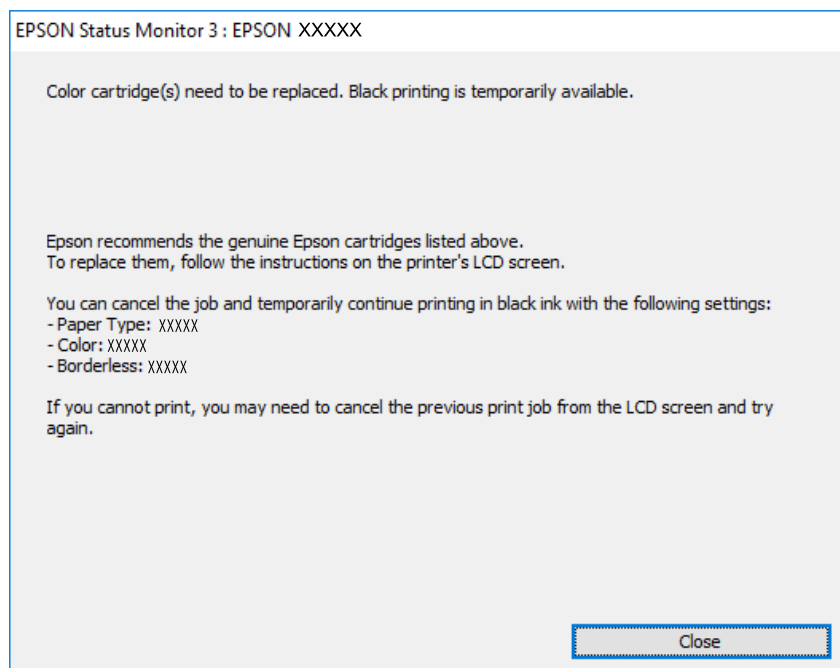 EPSON Status Monitor 3 : EPSON XXXXX
Color cartridge(s) need to be replaced. Black printing is temporarily available.
Epson recommends the genuine Epson cartridges listed above.
To replace them, follow the instructions on the printer's LCD screen.
You can cancel the job and temporarily continue printing in black ink with the following settings:
- Paper Type: XXXXX
- Color: XXXXX
- Borderless: XXXXX
If you cannot print, you may need to cancel the previous print job from the LCD screen and try
again.
Close